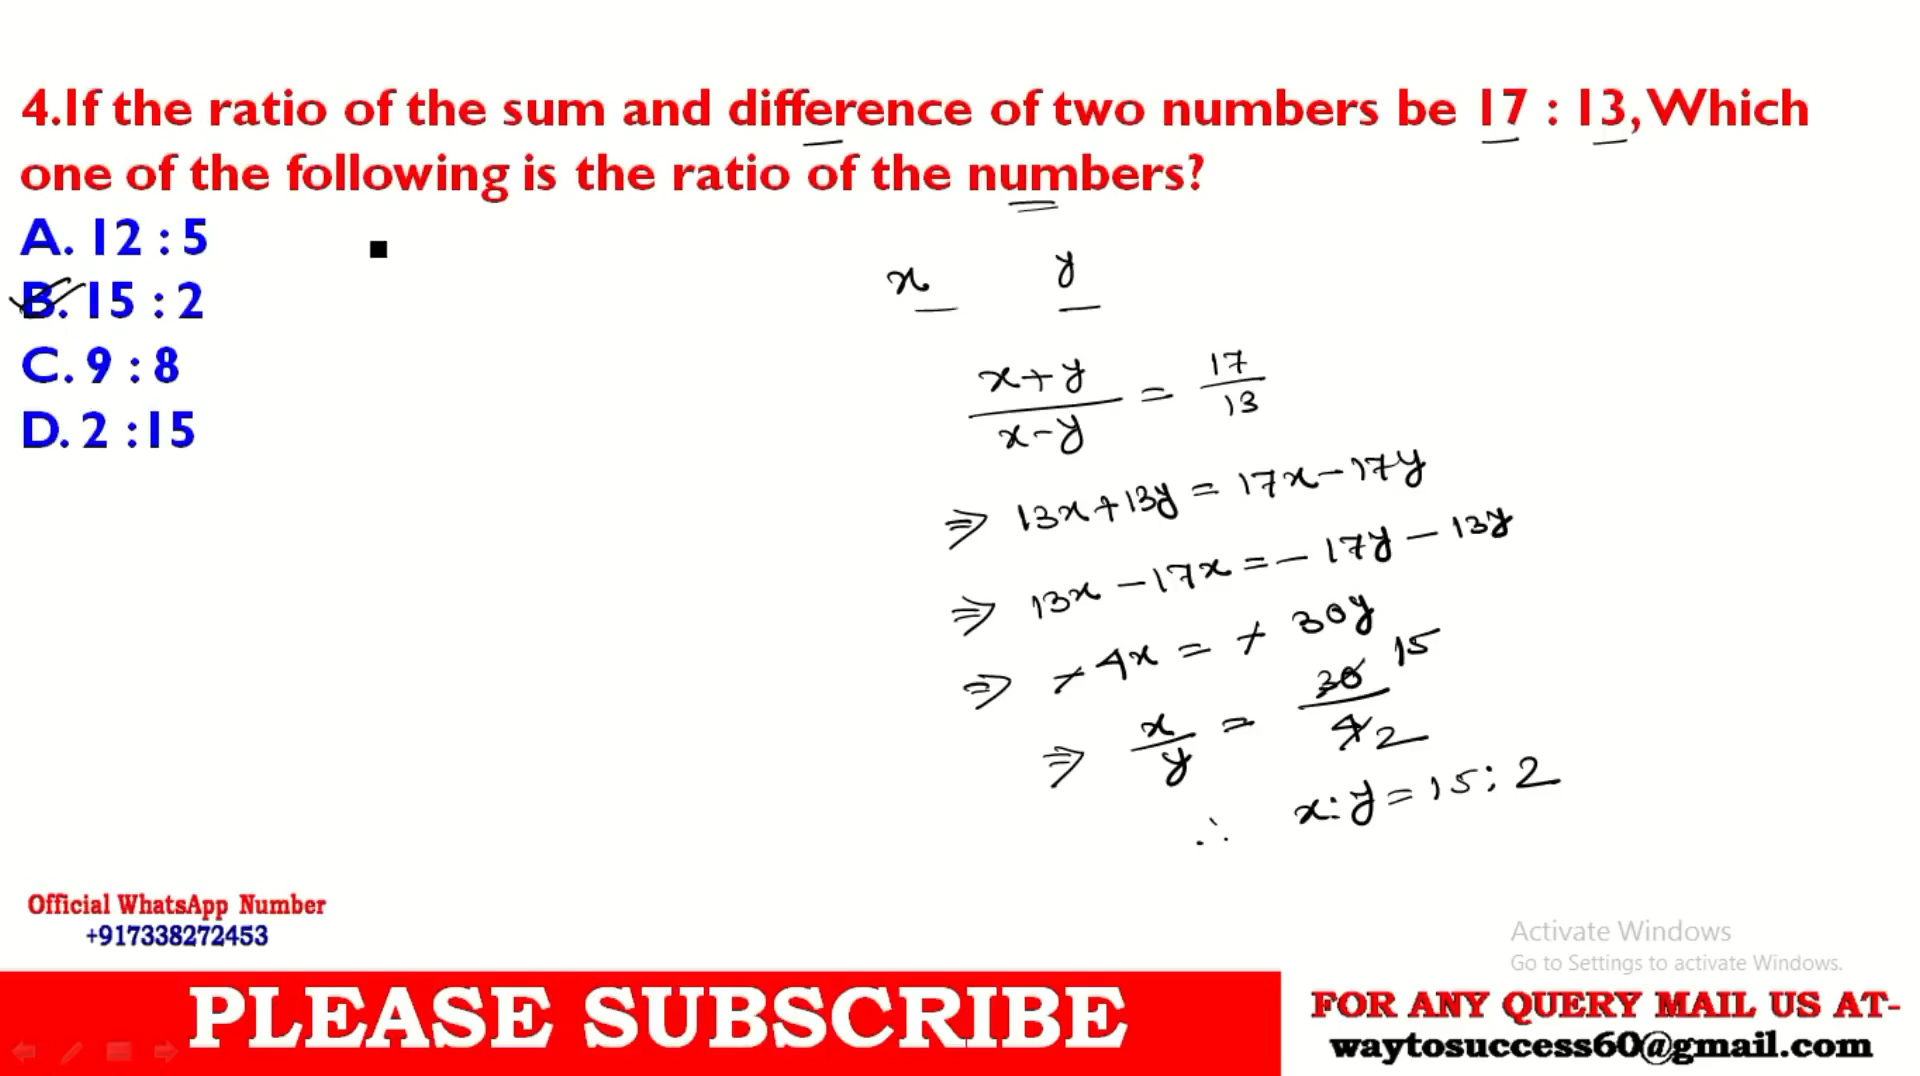 4.If the ratio of the sum and difference of two numbers be 17 : 13, Which
one of the following is the ratio of the numbers?
A. 12 : 5
B. 15 : 2
C. 9 : 8
D. 2 :15
x y
x+y/x-y = 17/13
⇒ 13x+13y = 17x-17y
⇒ 13x -17x = - 17y - 13y
⇒ -4x = - 30y
⇒ x/y = 30/4 15 2
∴ x:y = 15:2
Official WhatsApp Number
+917338272453
Activate Windows
Go to Settings to activate Windows.
PLEASE SUBSCRIBE
FOR ANY QUERY MAIL US AT-
waytosuccess60@gmail.com